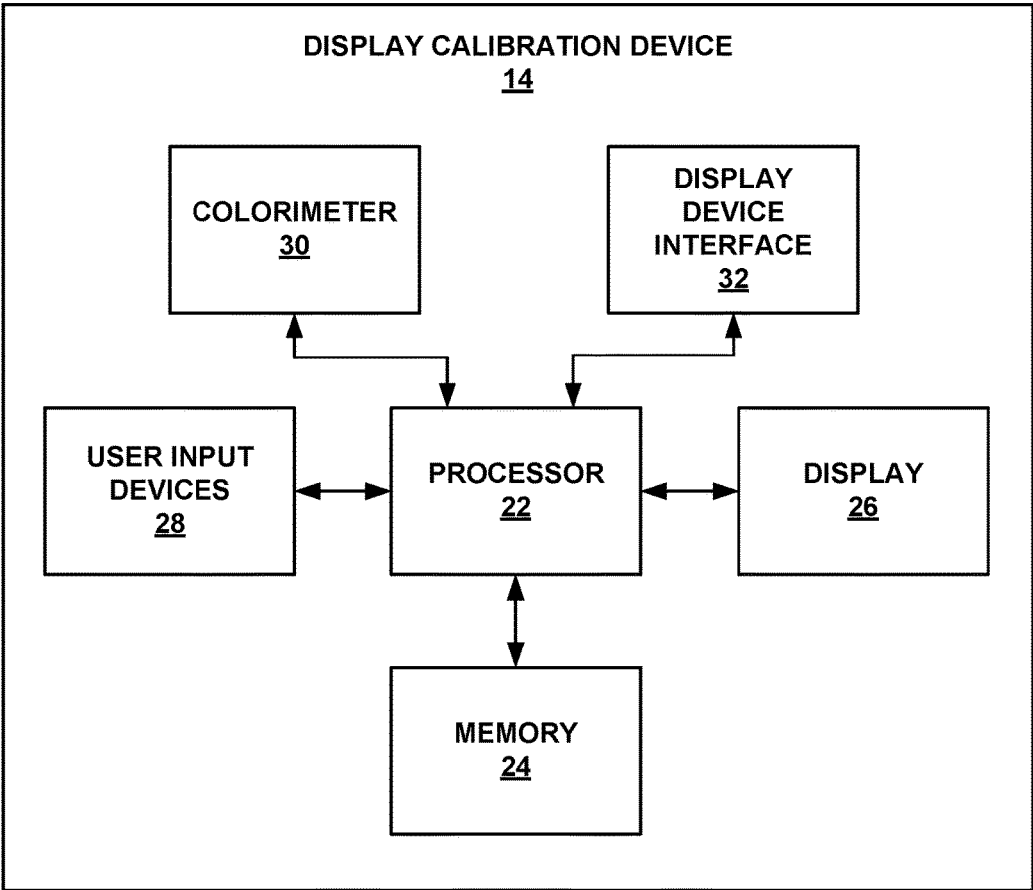 DISPLAY CALIBRATION DEVICE
14
COLORIMETER
30
DISPLAY
DEVICE
INTERFACE
32
USER INPUT
DEVICES
28
PROCESSOR
22
DISPLAY
26
MEMORY
24